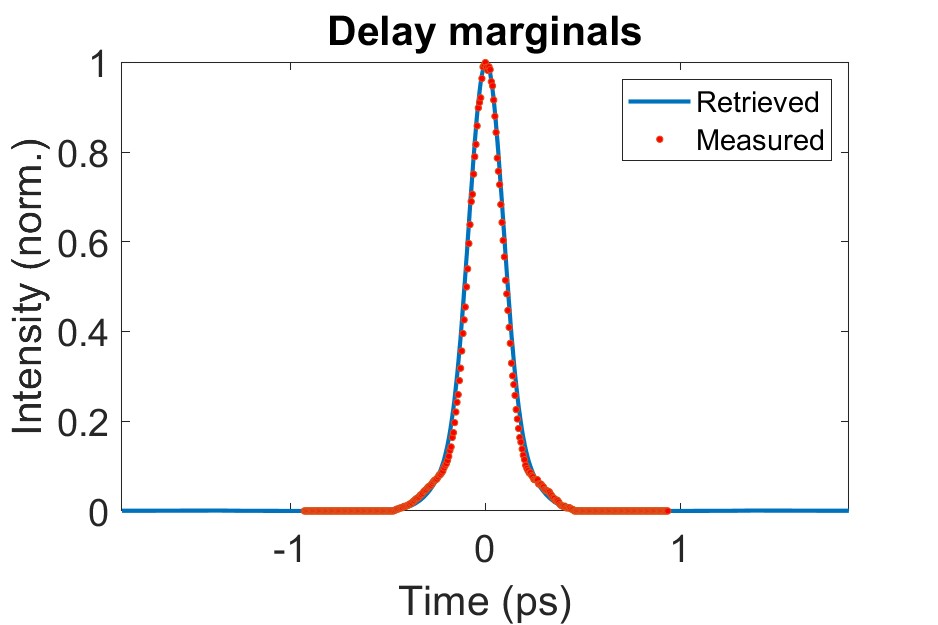 Delay marginals
Retrieved
Measured
Intensity (norm.)
1
0.8
0.6
0.4
0.2
0
-1
0
1
Time (ps)